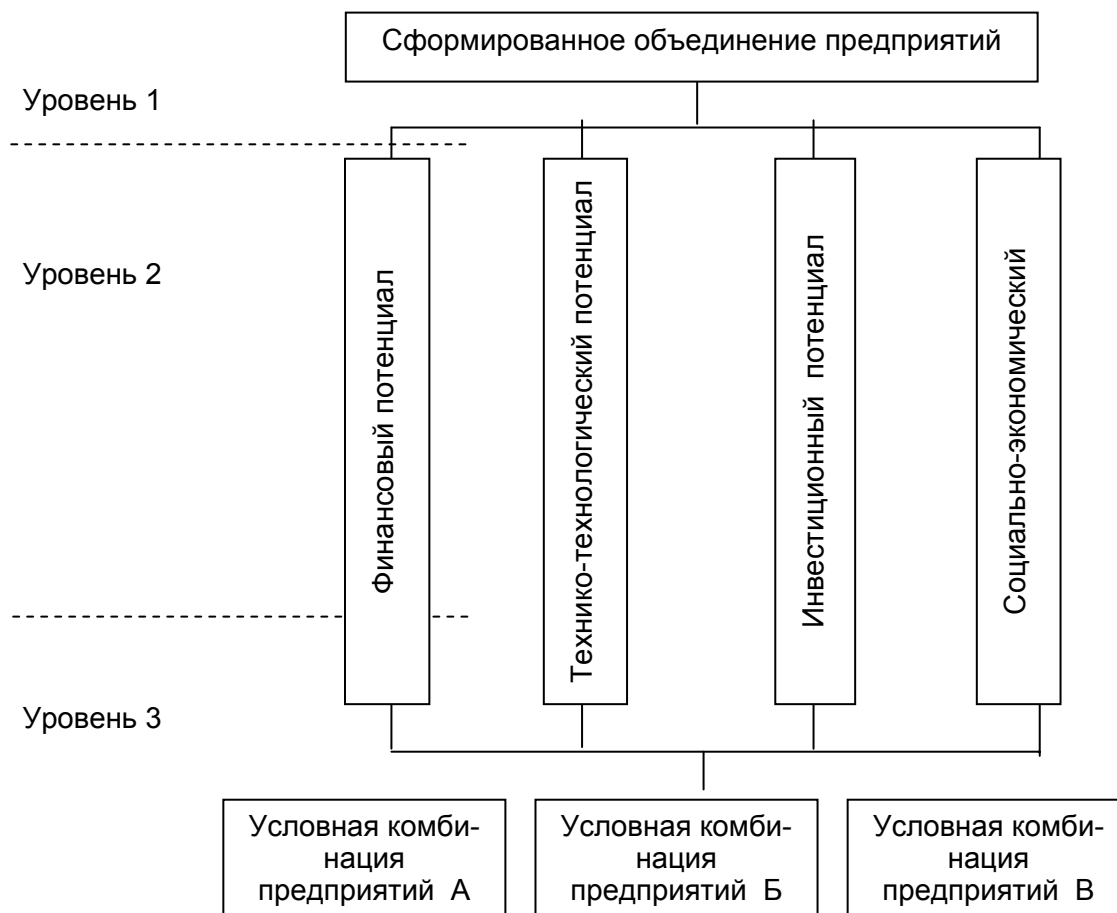 Сформированное объединение предприятий
Уровень 1
Уровень 2
Финансовый потенциал
Технико-технологический потенциал
Инвестиционный потенциал
Социально-экономический
Уровень 3
Условная комби-
нация
предприятий А
Условная комби-
нация
предприятий Б
Условная комби-
нация
предприятий В